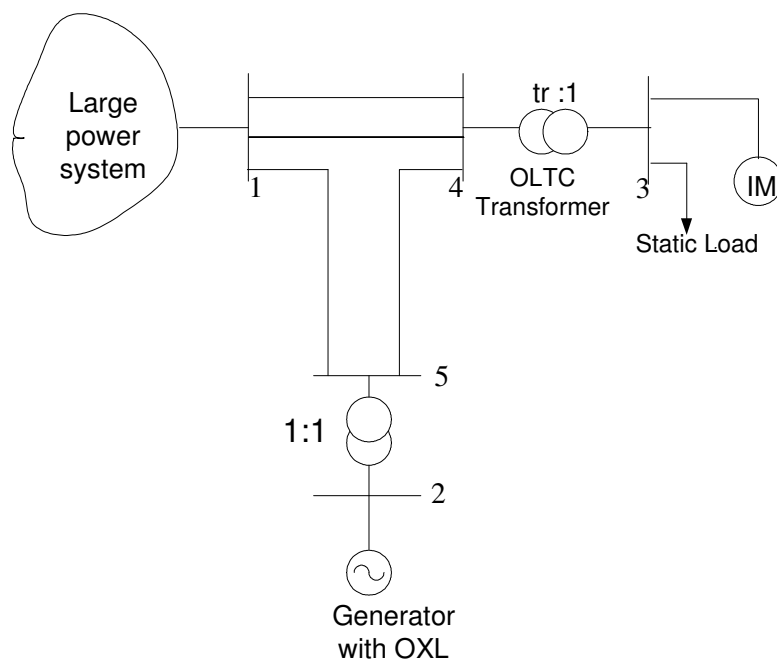 Large
power
system
1
4
tr :1
OLTC
Transformer
3
IM
Static Load
5
1:1
2
Generator
with OXL